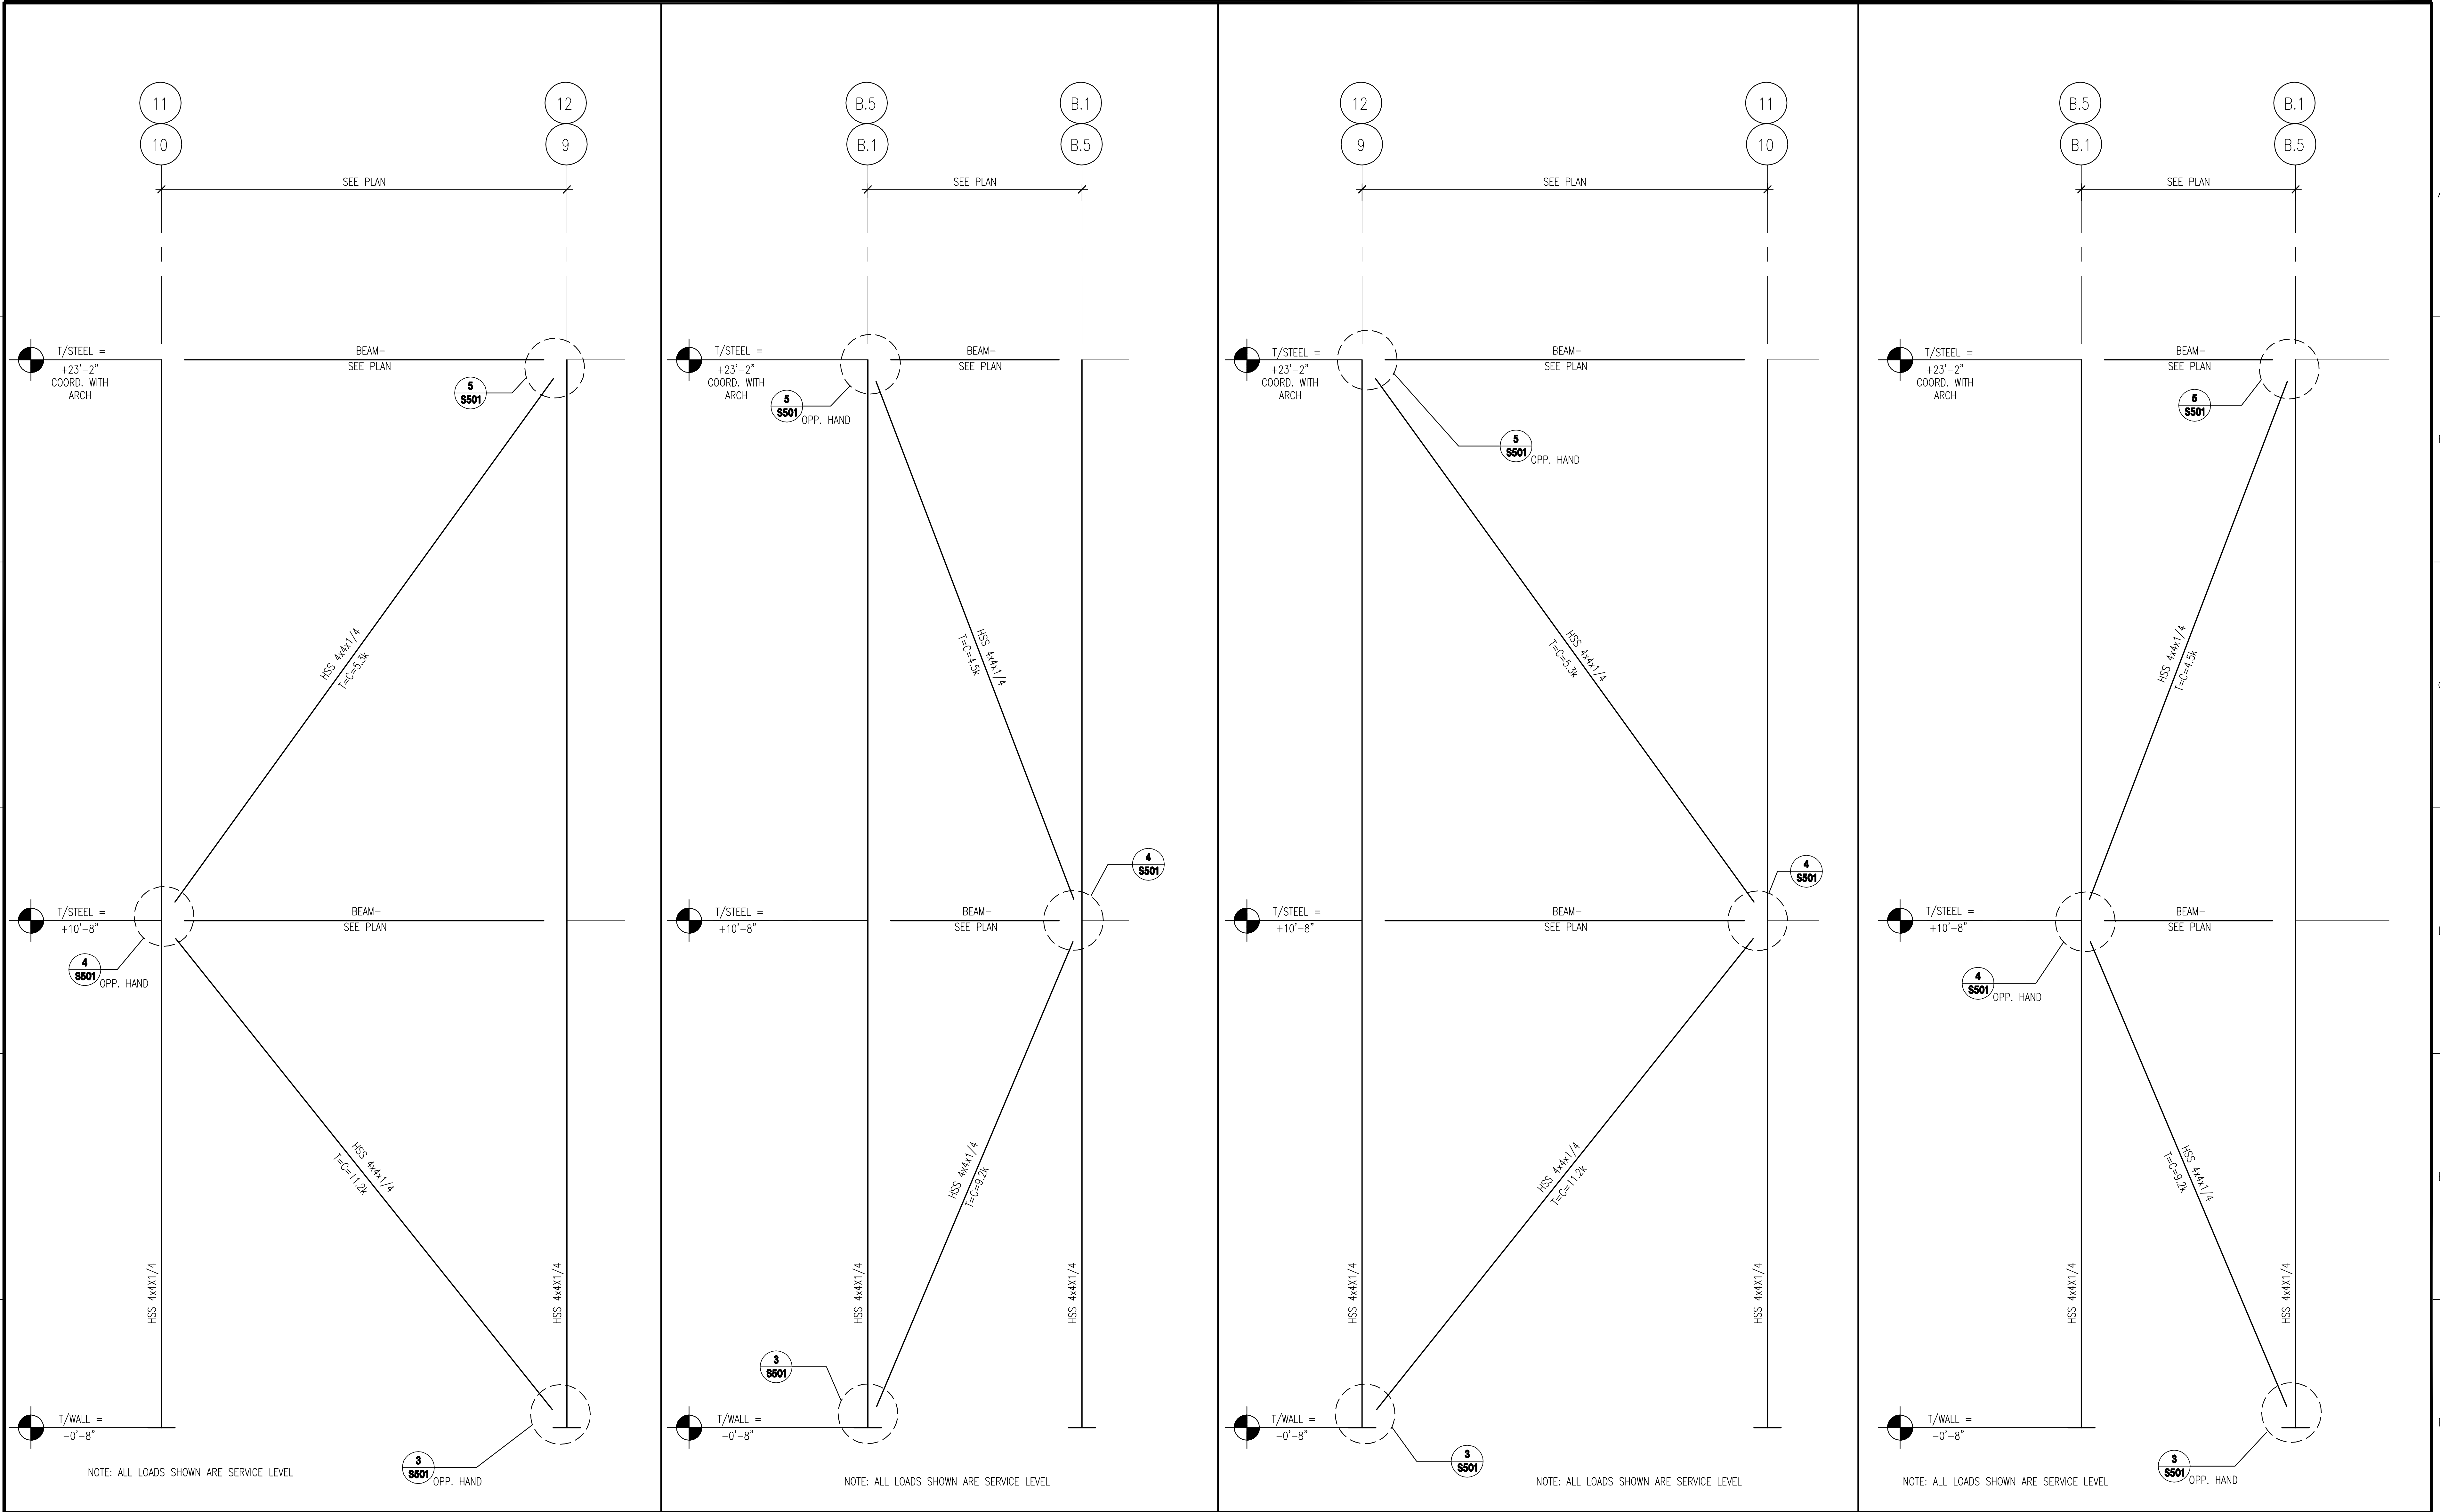 11
10
12
9
SEE PLAN
T/STEEL =
+23'-2"
COORD. WITH
ARCH
BEAM-
SEE PLAN
5
S501
HSS 4x4x1/4
T=C=5.3k
T/STEEL =
+10'-8"
BEAM-
SEE PLAN
4
S501
OPP. HAND
HSS 4x4x1/4
T=C=11.2k
HSS 4x4X1/4
HSS 4x4X1/4
T/WALL =
-0'-8"
3
S501
OPP. HAND
NOTE: ALL LOADS SHOWN ARE SERVICE LEVEL
B.5
B.1
B.1
B.5
SEE PLAN
T/STEEL =
+23'-2"
COORD. WITH
ARCH
BEAM-
SEE PLAN
5
S501
OPP. HAND
HSS 4x4x1/4
T=C=4.5k
4
S501
T/STEEL =
+10'-8"
BEAM-
SEE PLAN
HSS 4x4x1/4
T=C=9.2k
HSS 4x4X1/4
HSS 4x4X1/4
3
S501
T/WALL =
-0'-8"
NOTE: ALL LOADS SHOWN ARE SERVICE LEVEL
12
9
11
10
SEE PLAN
T/STEEL =
+23'-2"
COORD. WITH
ARCH
BEAM-
SEE PLAN
5
S501
OPP. HAND
HSS 4x4x1/4
T=C=5.3k
4
S501
T/STEEL =
+10'-8"
BEAM-
SEE PLAN
HSS 4x4x1/4
T=C=11.2k
HSS 4x4X1/4
HSS 4x4X1/4
T/WALL =
-0'-8"
3
S501
NOTE: ALL LOADS SHOWN ARE SERVICE LEVEL
B.5
B.1
B.1
B.5
SEE PLAN
T/STEEL =
+23'-2"
COORD. WITH
ARCH
BEAM-
SEE PLAN
5
S501
HSS 4x4x1/4
T=C=4.5k
T/STEEL =
+10'-8"
BEAM-
SEE PLAN
4
S501
OPP. HAND
HSS 4x4x1/4
T=C=9.2k
HSS 4x4X1/4
HSS 4x4X1/4
T/WALL =
-0'-8"
3
S501
OPP. HAND
NOTE: ALL LOADS SHOWN ARE SERVICE LEVEL